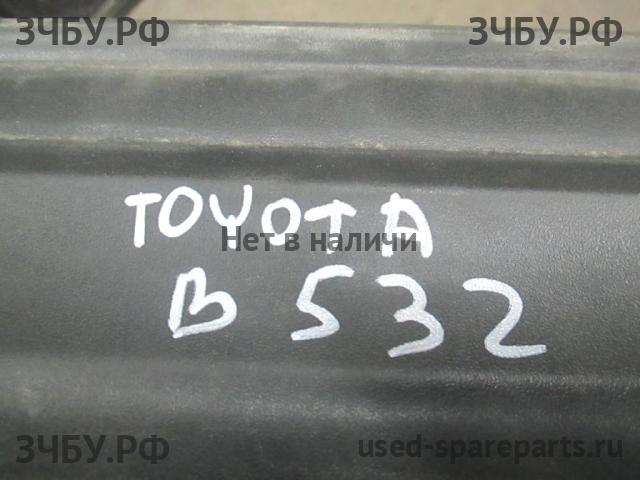 ЗЧБУ.РФ ЗЧБУ.РФ
TOYOTA
Нет в наличи
B 532
ЗЧБУ.РФ used-spareparts.ru